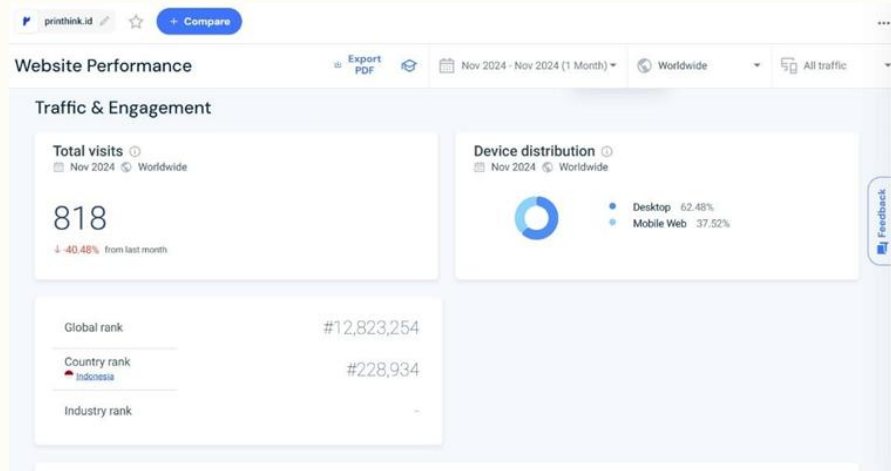 printhink.id
+ Compare
Website Performance
Export PDF
Nov 2024 - Nov 2024 (1 Month)
Worldwide
All traffic
Traffic & Engagement
Total visits
Nov 2024 Worldwide
818
↓ -40.48% from last month
Device distribution
Nov 2024 Worldwide
Desktop 62.48%
Mobile Web 37.52%
Feedback
Global rank #12,823,254
Country rank #228,934
Indonesia
Industry rank -